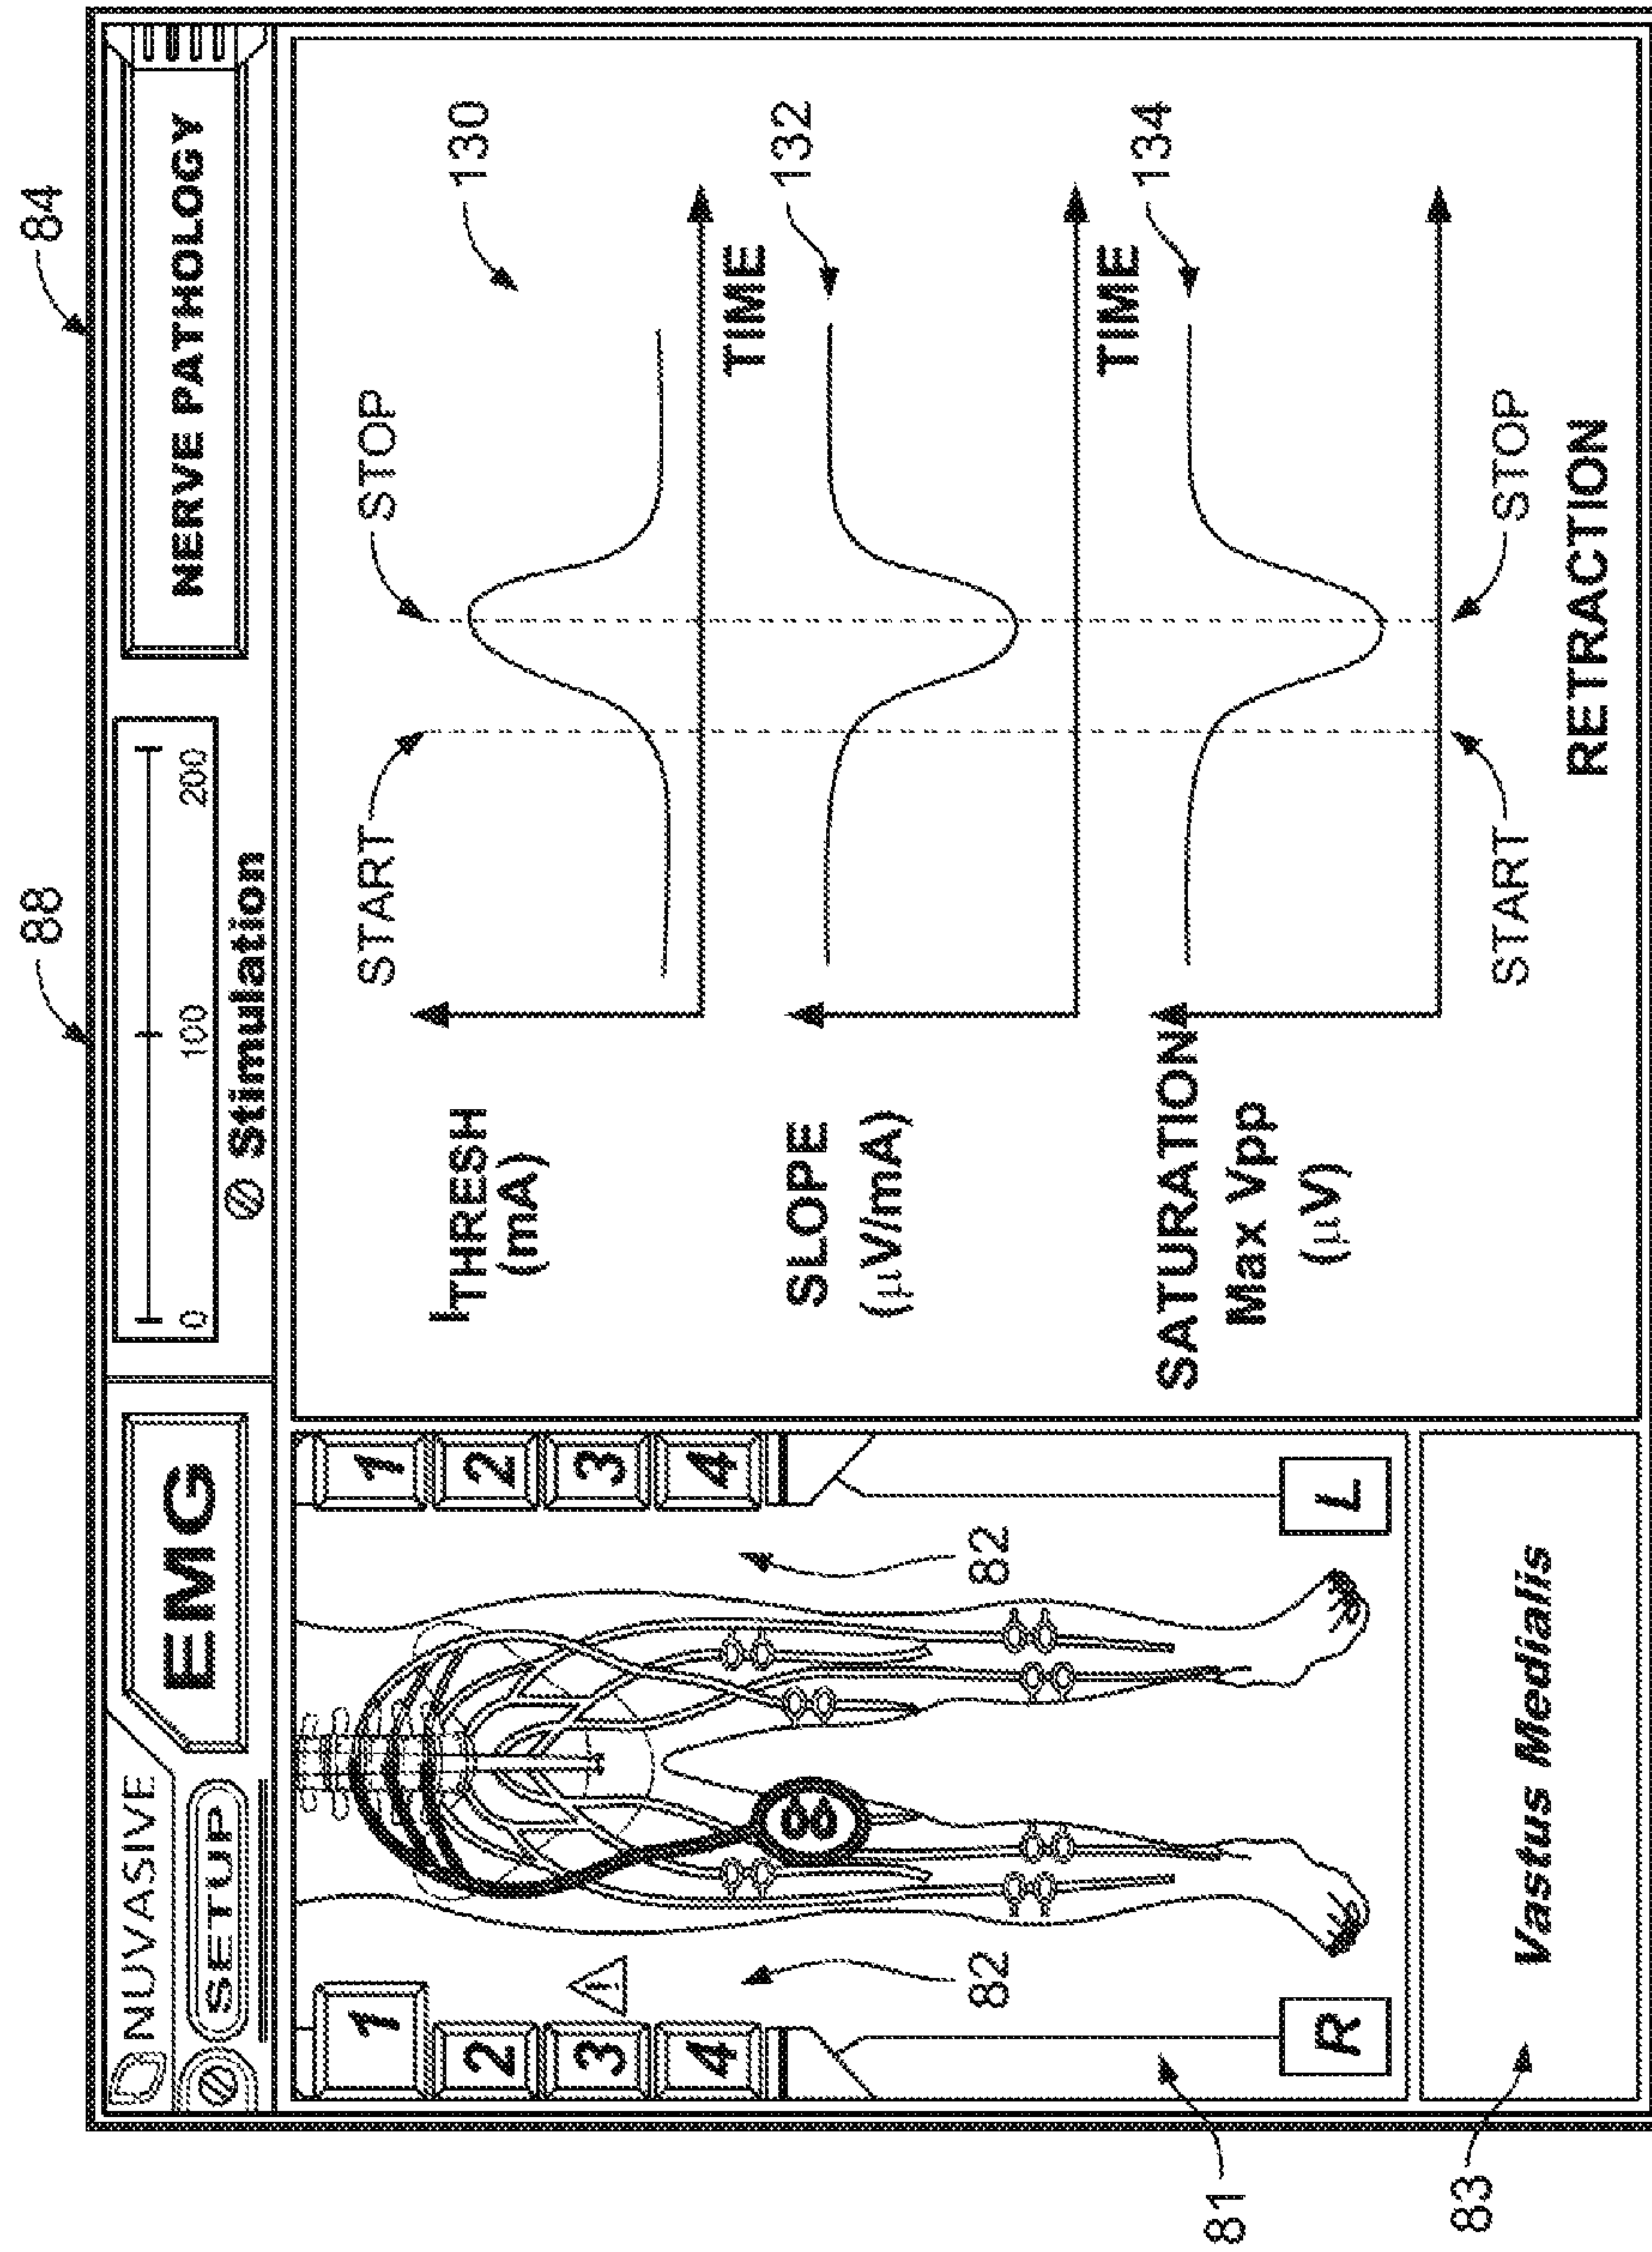 88
84
NUVASIVE
SETUP
EMG
0 100 200
Stimulation
NERVE PATHOLOGY
1
2
3
4
!
82
8
82
1
2
3
4
R
L
81
83
Vastus Medialis
START
STOP
130
ITHRESH
(mA)
TIME
132
SLOPE
(µV/mA)
TIME
134
SATURATION
Max Vpp
(µV)
START
STOP
RETRACTION